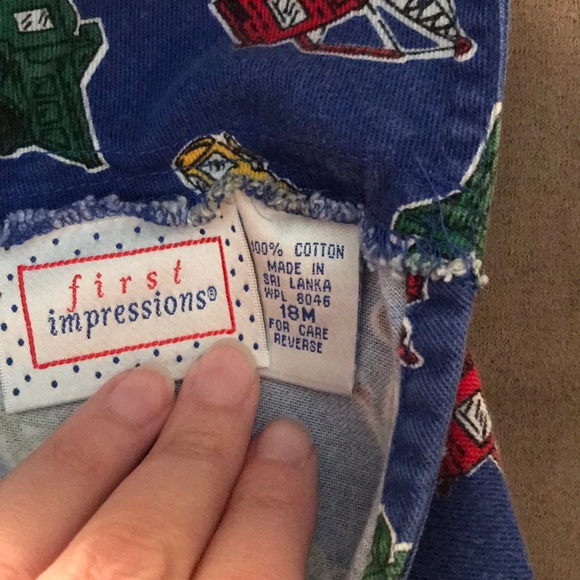 first
impressions®
100% COTTON
MADE IN
SRI LANKA
WPL 8046
18M
FOR CARE
REVERSE